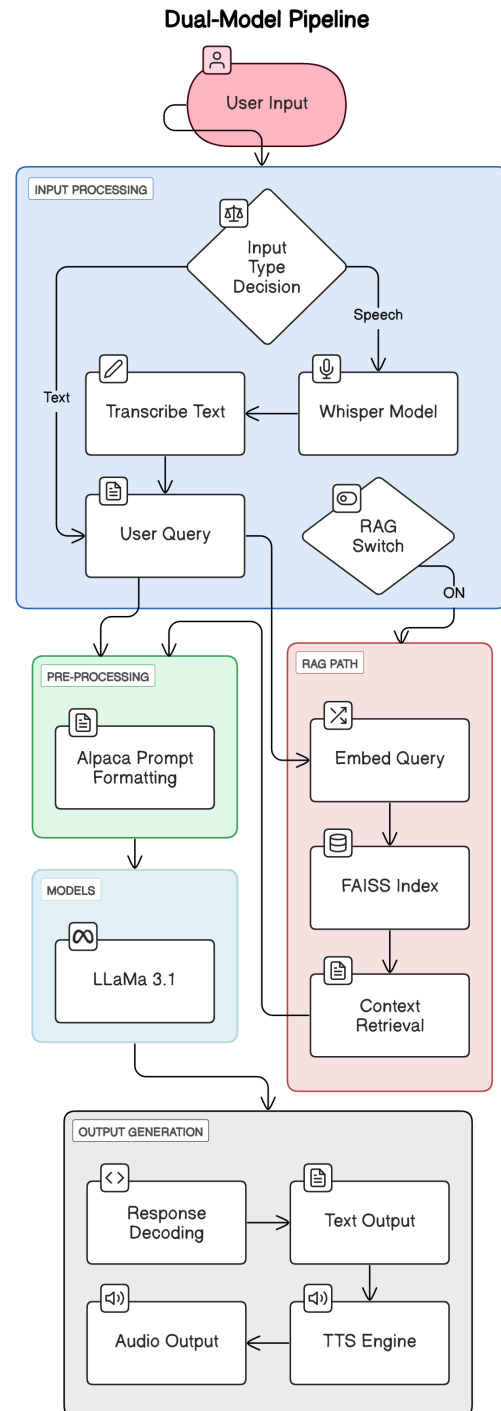 Dual-Model Pipeline
User Input
INPUT PROCESSING
Input
Type
Decision
Speech
Text
Transcribe Text
Whisper Model
User Query
RAG
Switch
ON
PRE-PROCESSING
Alpaca Prompt
Formatting
RAG PATH
Embed Query
FAISS Index
Context
Retrieval
MODELS
LLaMa 3.1
OUTPUT GENERATION
Response
Decoding
Text Output
Audio Output
TTS Engine